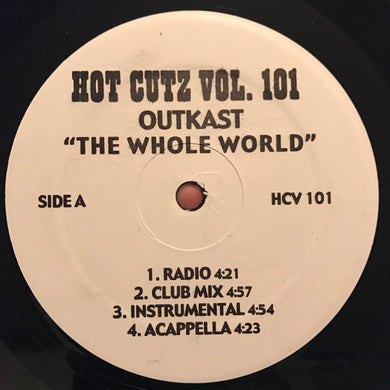 HOT CUTZ VOL. 101
OUTKAST
"THE WHOLE WORLD"
SIDE A
HCV 101
1. RADIO 4:21
2. CLUB MIX 4:57
3. INSTRUMENTAL 4:54
4. ACAPPELLA 4:23